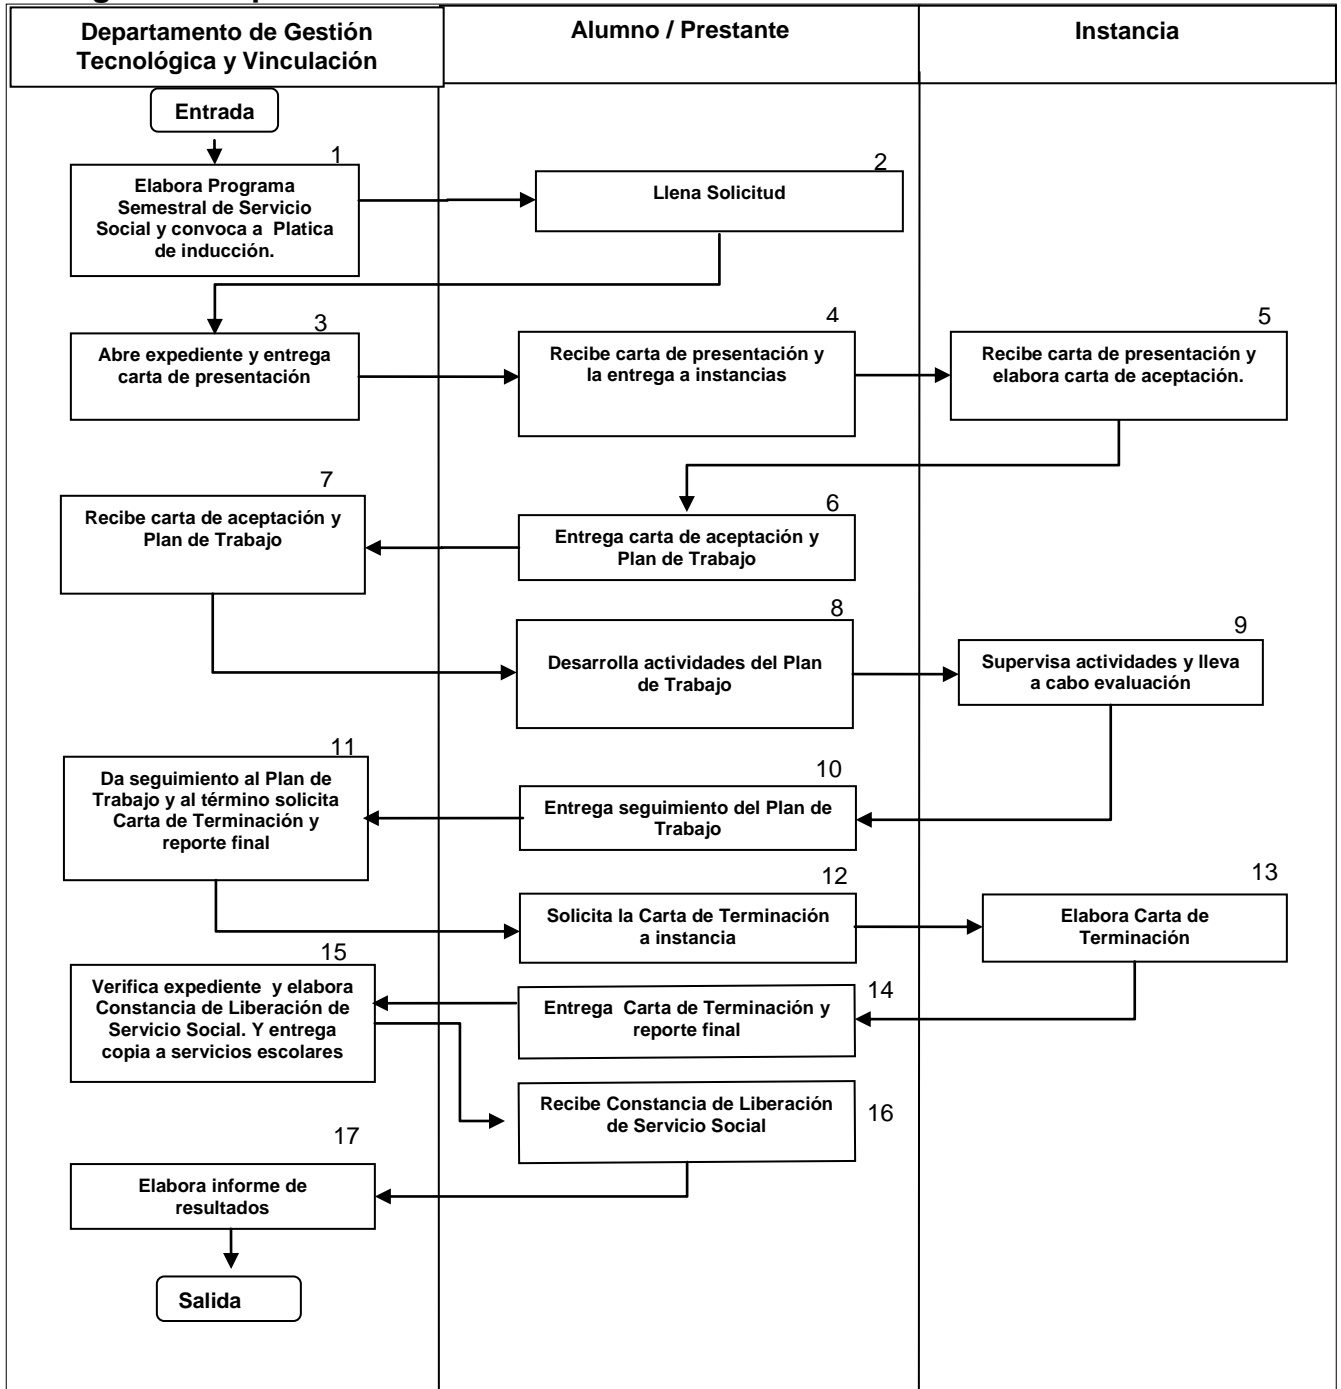 Departamento de Gestión
Tecnológica y Vinculación
Alumno / Prestante
Instancia
Entrada
1
Elabora Programa
Semestral de Servicio
Social y convoca a Platica
de inducción.
2
Llena Solicitud
3
Abre expediente y entrega
carta de presentación
4
Recibe carta de presentación y
la entrega a instancias
5
Recibe carta de presentación y
elabora carta de aceptación.
7
Recibe carta de aceptación y
Plan de Trabajo
6
Entrega carta de aceptación y
Plan de Trabajo
8
Desarrolla actividades del Plan
de Trabajo
9
Supervisa actividades y lleva
a cabo evaluación
11
Da seguimiento al Plan de
Trabajo y al término solicita
Carta de Terminación y
reporte final
10
Entrega seguimiento del Plan de
Trabajo
12
Solicita la Carta de Terminación
a instancia
13
Elabora Carta de
Terminación
15
Verifica expediente y elabora
Constancia de Liberación de
Servicio Social. Y entrega
copia a servicios escolares
14
Entrega Carta de Terminación y
reporte final
16
Recibe Constancia de Liberación
de Servicio Social
17
Elabora informe de
resultados
Salida